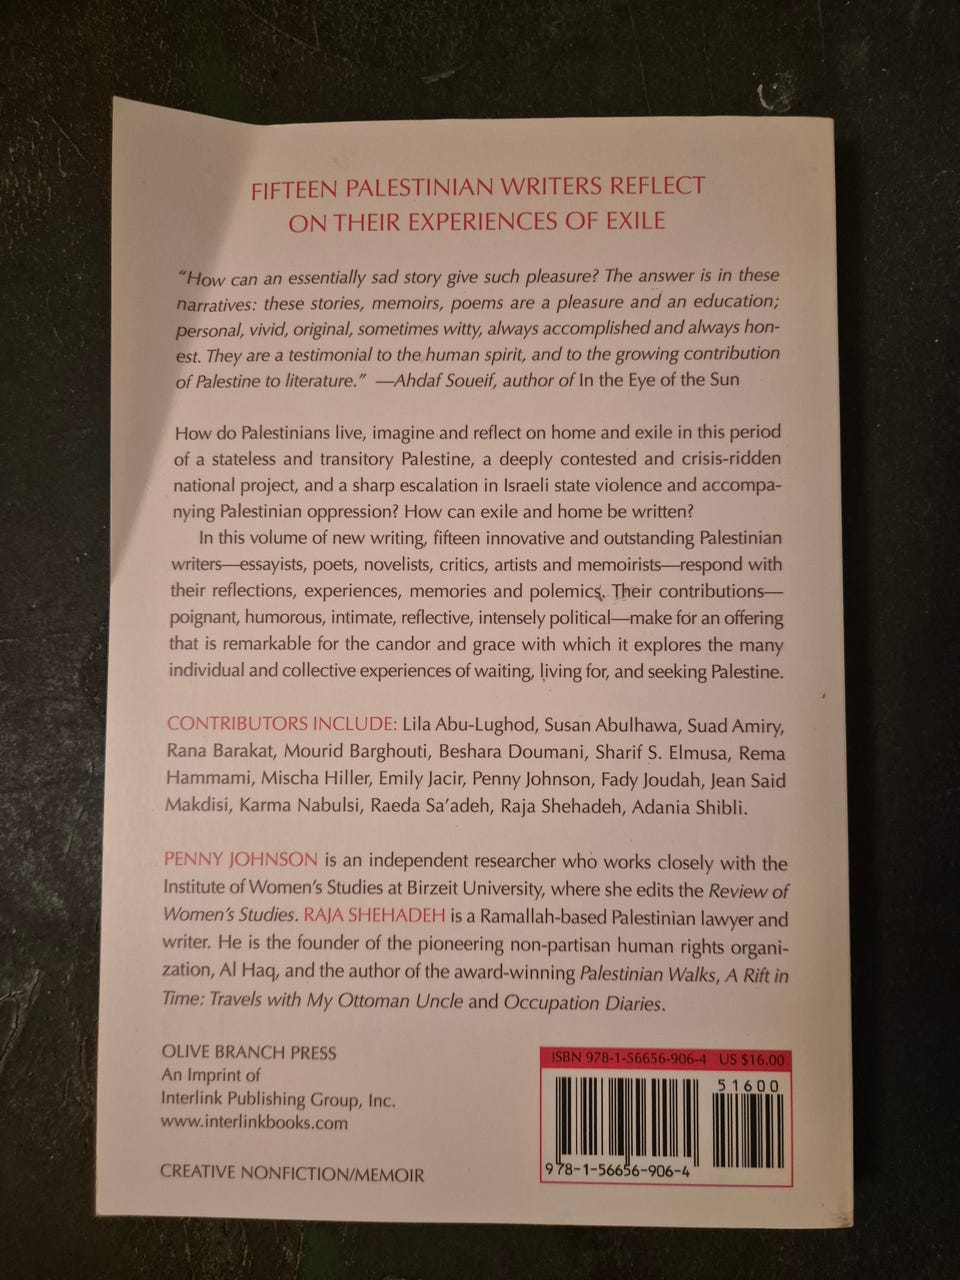 FIFTEEN PALESTINIAN WRITERS REFLECT
ON THEIR EXPERIENCES OF EXILE
“How can an essentially sad story give such pleasure? The answer is in these
narratives: these stories, memoirs, poems are a pleasure and an education;
personal, vivid, original, sometimes witty, always accomplished and always hon-
est. They are a testimonial to the human spirit, and to the growing contribution
of Palestine to literature.” —Ahdaf Soueif, author of In the Eye of the Sun
How do Palestinians live, imagine and reflect on home and exile in this period
of a stateless and transitory Palestine, a deeply contested and crisis-ridden
national project, and a sharp escalation in Israeli state violence and accompa-
nying Palestinian oppression? How can exile and home be written?
In this volume of new writing, fifteen innovative and outstanding Palestinian
writers—essayists, poets, novelists, critics, artists and memoirists—respond with
their reflections, experiences, memories and polemics. Their contributions—
poignant, humorous, intimate, reflective, intensely political—make for an offering
that is remarkable for the candor and grace with which it explores the many
individual and collective experiences of waiting, living for, and seeking Palestine.
CONTRIBUTORS INCLUDE: Lila Abu-Lughod, Susan Abulhawa, Suad Amiry,
Rana Barakat, Mourid Barghouti, Beshara Doumani, Sharif S. Elmusa, Rema
Hammami, Mischa Hiller, Emily Jacir, Penny Johnson, Fady Joudah, Jean Said
Makdisi, Karma Nabulsi, Raeda Sa’adeh, Raja Shehadeh, Adania Shibli.
PENNY JOHNSON is an independent researcher who works closely with the
Institute of Women’s Studies at Birzeit University, where she edits the Review of
Women’s Studies. RAJA SHEHADEH is a Ramallah-based Palestinian lawyer and
writer. He is the founder of the pioneering non-partisan human rights organi-
zation, Al Haq, and the author of the award-winning Palestinian Walks, A Rift in
Time: Travels with My Ottoman Uncle and Occupation Diaries.
OLIVE BRANCH PRESS
An Imprint of
Interlink Publishing Group, Inc.
www.interlinkbooks.com
CREATIVE NONFICTION/MEMOIR
ISBN 978-1-56656-906-4 US $16.00
51600
9 78-1-56656-906-4